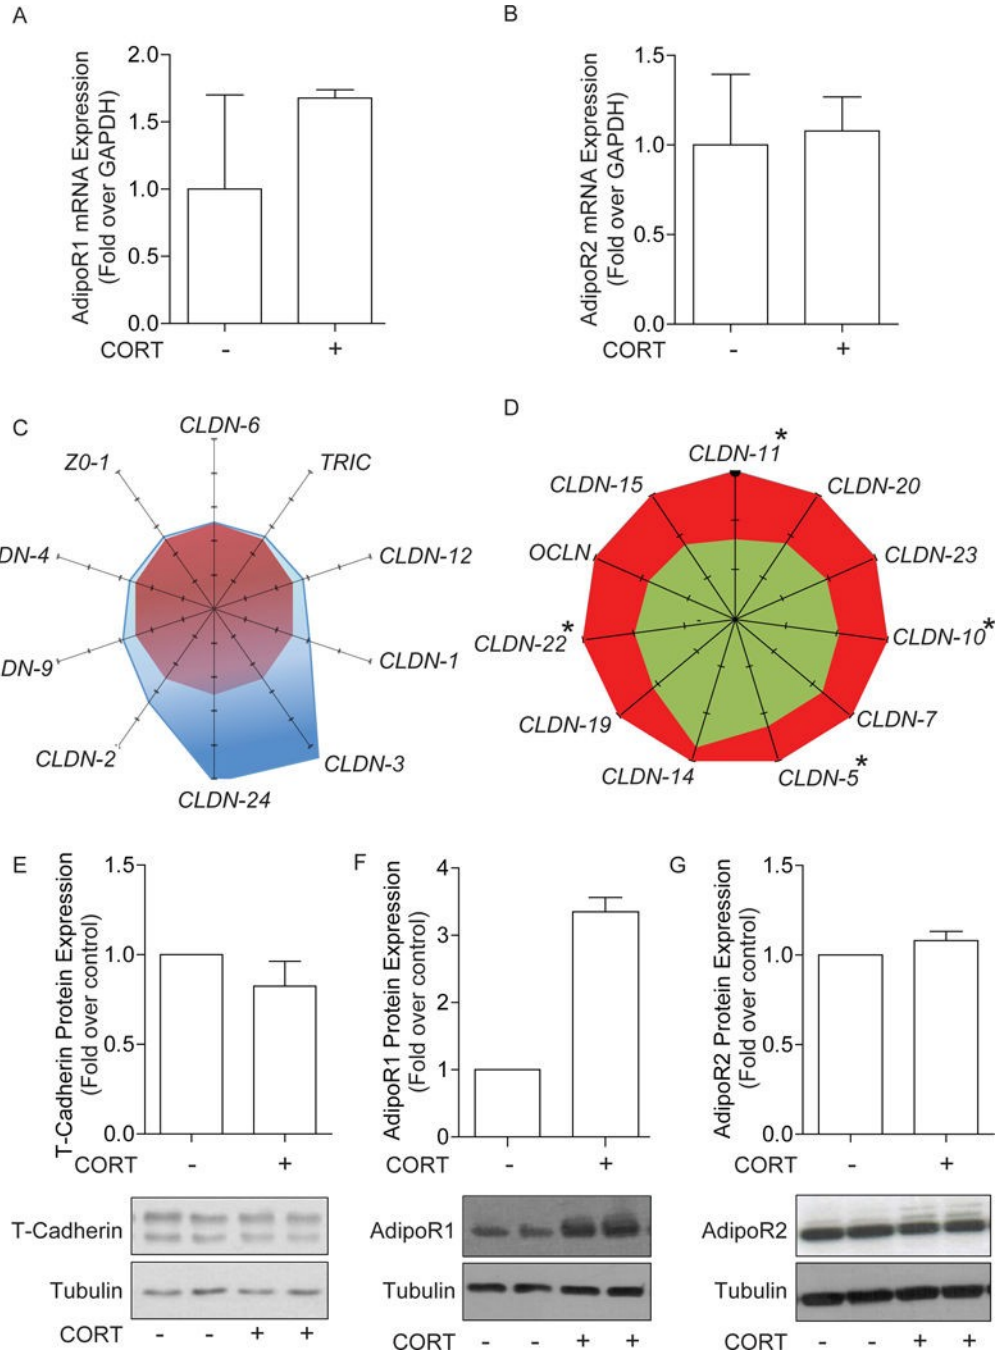 A
AdipoR1 mRNA Expression
(Fold over GAPDH)
2.0
1.5
1.0
0.5
0.0
CORT - +
B
AdipoR2 mRNA Expression
(Fold over GAPDH)
1.5
1.0
0.5
0.0
CORT - +
C
CLDN-6
Z0-1
TRIC
DN-4
CLDN-12
DN-9
CLDN-1
CLDN-2
CLDN-3
CLDN-24
D
CLDN-11*
CLDN-15
CLDN-20
OCLN
CLDN-23
CLDN-22*
CLDN-10*
CLDN-19
CLDN-7
CLDN-14
CLDN-5*
E
T-Cadherin Protein Expression
(Fold over control)
1.5
1.0
0.5
0.0
CORT - +
T-Cadherin
Tubulin
CORT - - + +
F
AdipoR1 Protein Expression
(Fold over control)
4
3
2
1
0
CORT - +
AdipoR1
Tubulin
CORT - - + +
G
AdipoR2 Protein Expression
(Fold over control)
1.5
1.0
0.5
0.0
CORT - +
AdipoR2
Tubulin
CORT - - + +